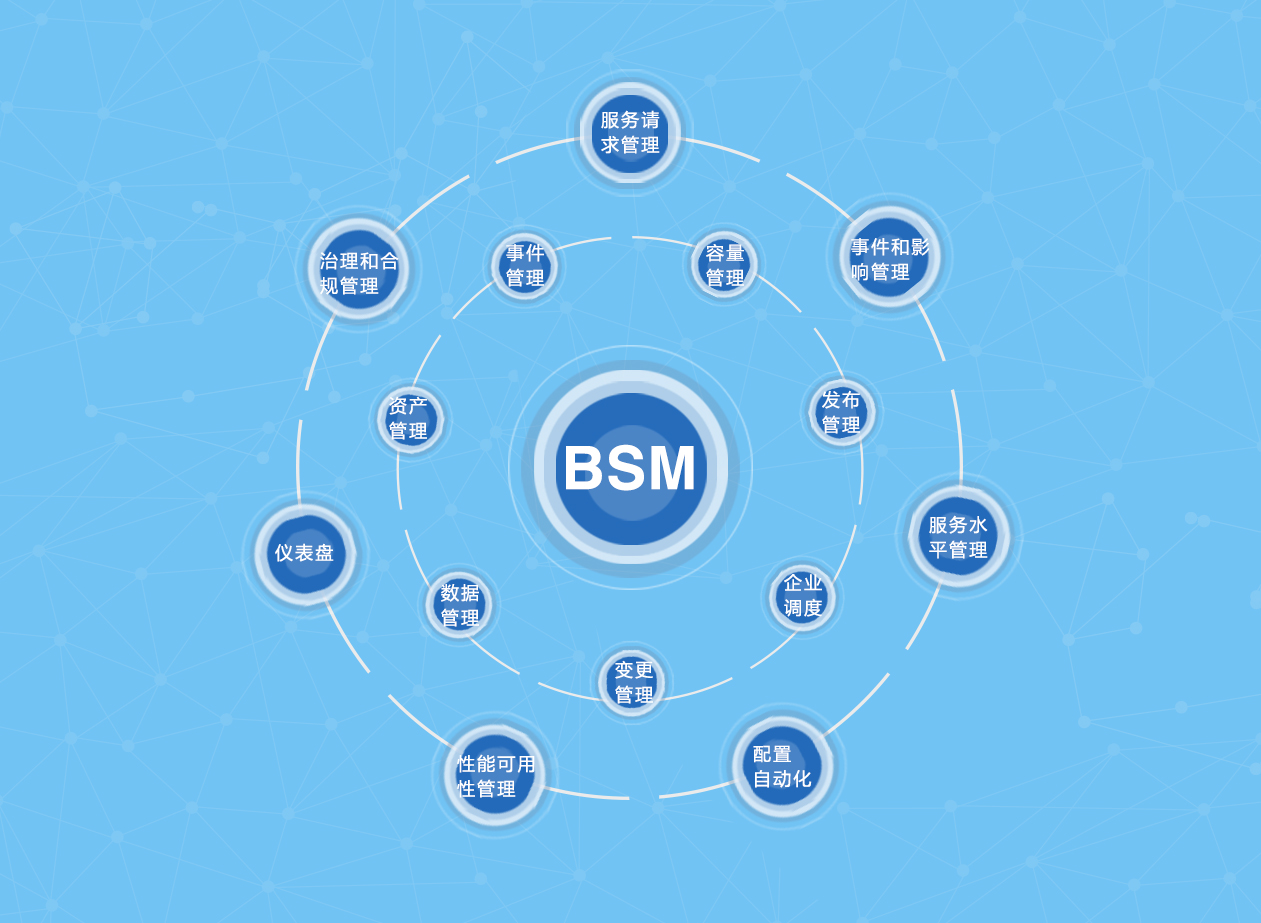 服务请
求管理
事件和影
响管理
治理和合
规管理
事件
管理
容量
管理
资产
管理
发布
管理
BSM
服务水
平管理
仪表盘
数据
管理
企业
调度
变更
管理
性能可用
性管理
配置
自动化